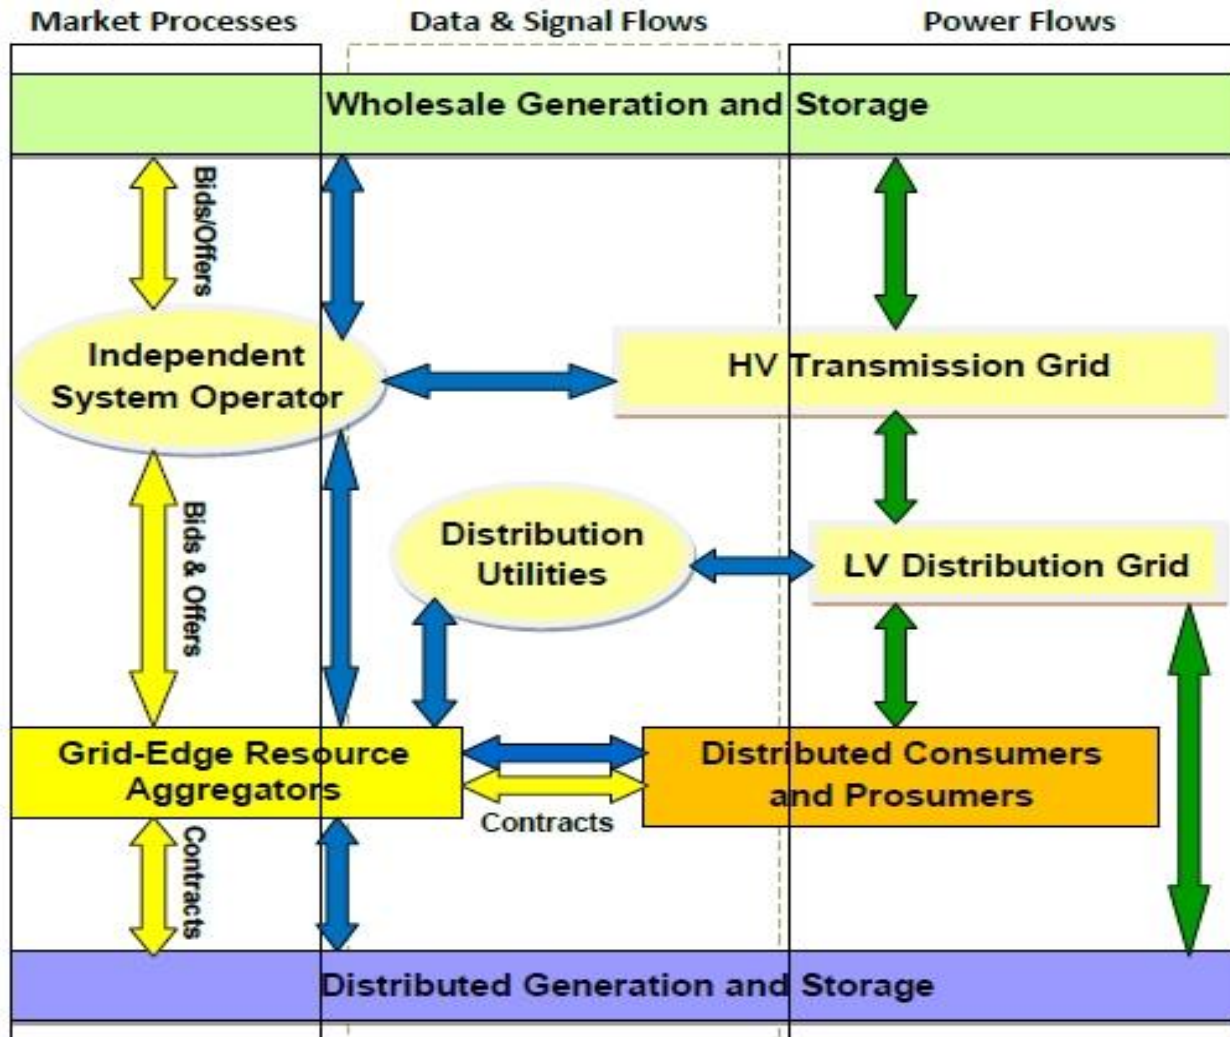 Market Processes
Data & Signal Flows
Power Flows
Wholesale Generation and Storage
Bids/Offers
Independent
System Operator
HV Transmission Grid
Bids & Offers
Distribution
Utilities
LV Distribution Grid
Grid-Edge Resource
Aggregators
Distributed Consumers
and Prosumers
Contracts
Contracts
Distributed Generation and Storage